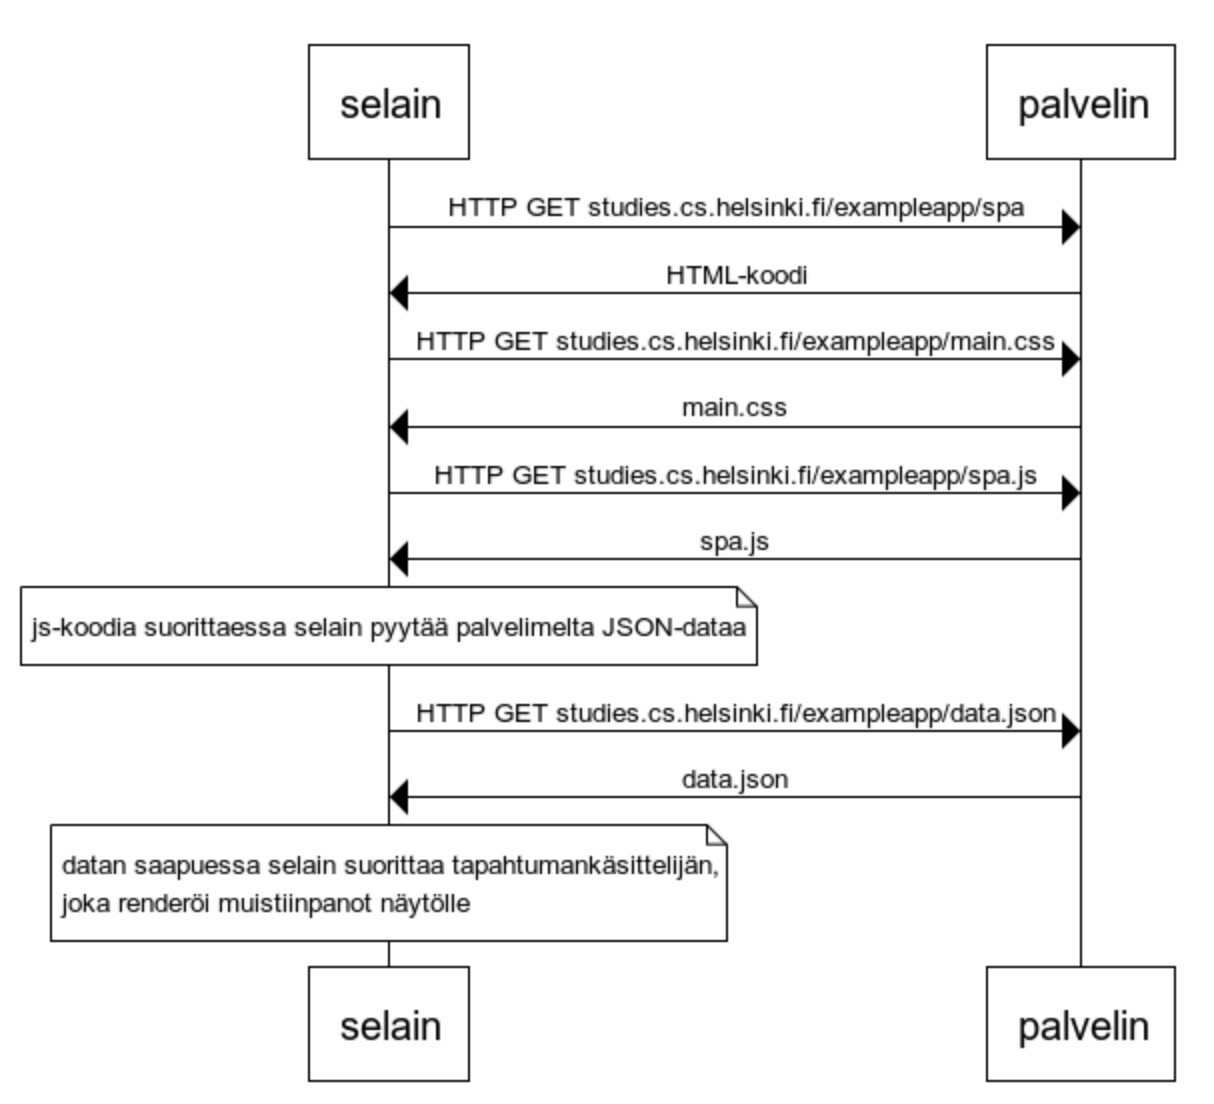 selain
palvelin
HTTP GET studies.cs.helsinki.fi/exampleapp/spa
HTML-koodi
HTTP GET studies.cs.helsinki.fi/exampleapp/main.css
main.css
HTTP GET studies.cs.helsinki.fi/exampleapp/spa.js
spa.js
js-koodia suorittaessa selain pyytää palvelimelta JSON-dataa
HTTP GET studies.cs.helsinki.fi/exampleapp/data.json
data.json
datan saapuessa selain suorittaa tapahtumankäsittelijän,
joka renderöi muistiinpanot näytölle
selain
palvelin